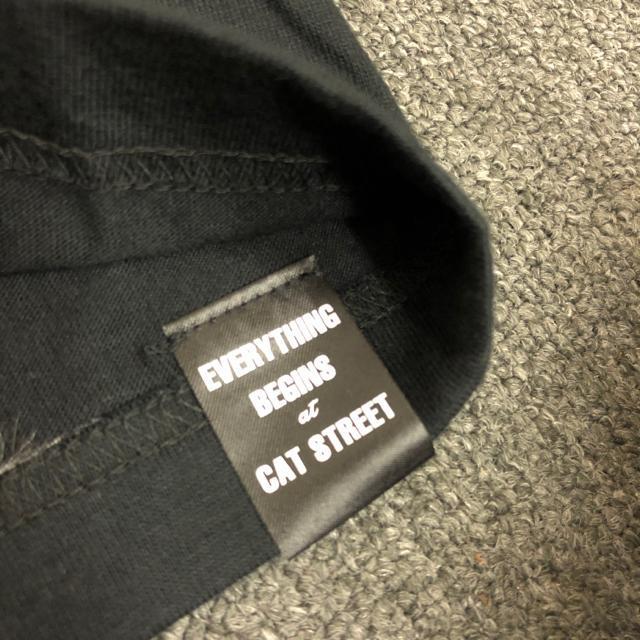 EVERYTHING
BEGINS
at
CAT STREET